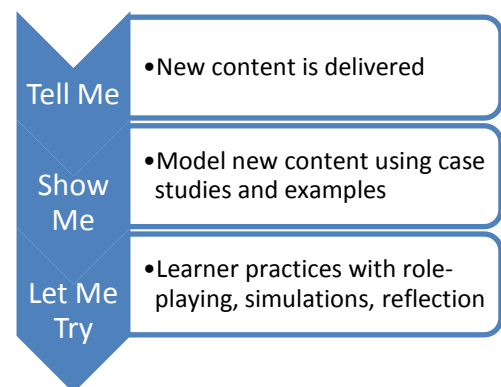 Tell Me
•New content is delivered
Show
Me
•Model new content using case
studies and examples
Let Me
Try
•Learner practices with role-
playing, simulations, reflection